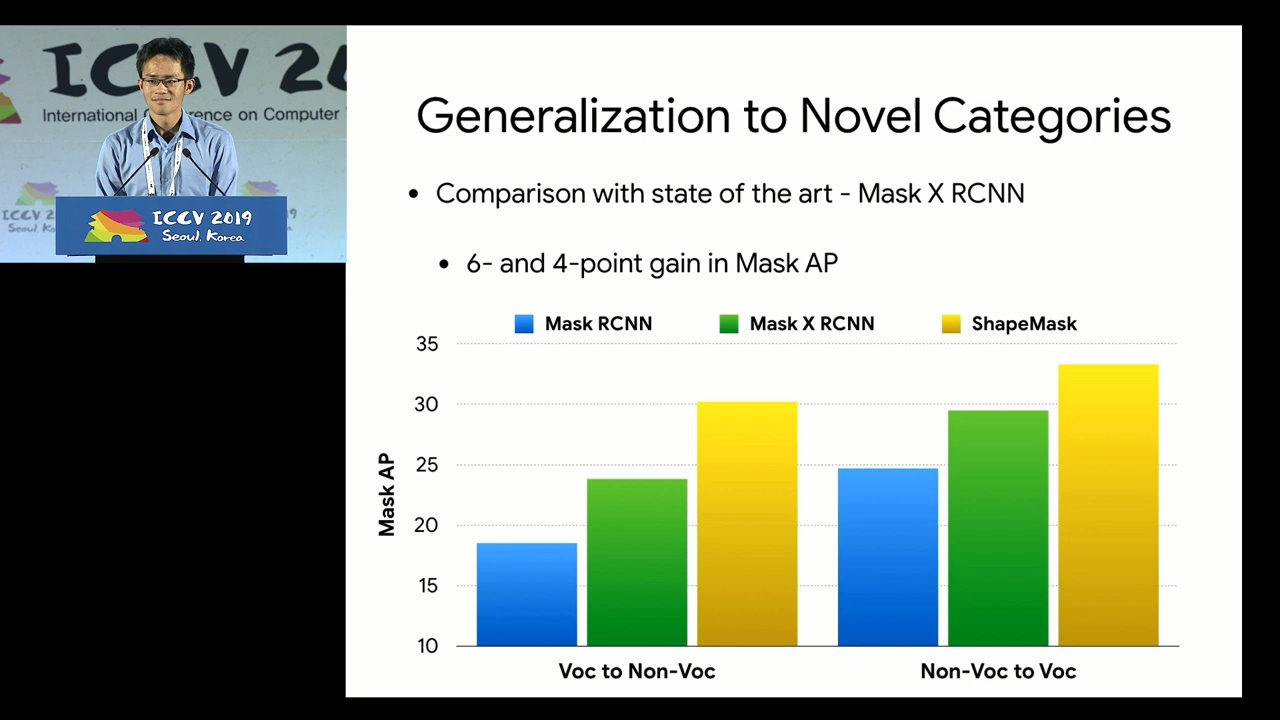 ICCV 20
International rence on Computer
ICCV 2019
Seoul, Korea
Generalization to Novel Categories
• Comparison with state of the art - Mask X RCNN
• 6- and 4-point gain in Mask AP
Mask RCNN Mask X RCNN ShapeMask
35
30
25
20
15
10
Mask AP
Voc to Non-Voc Non-Voc to Voc